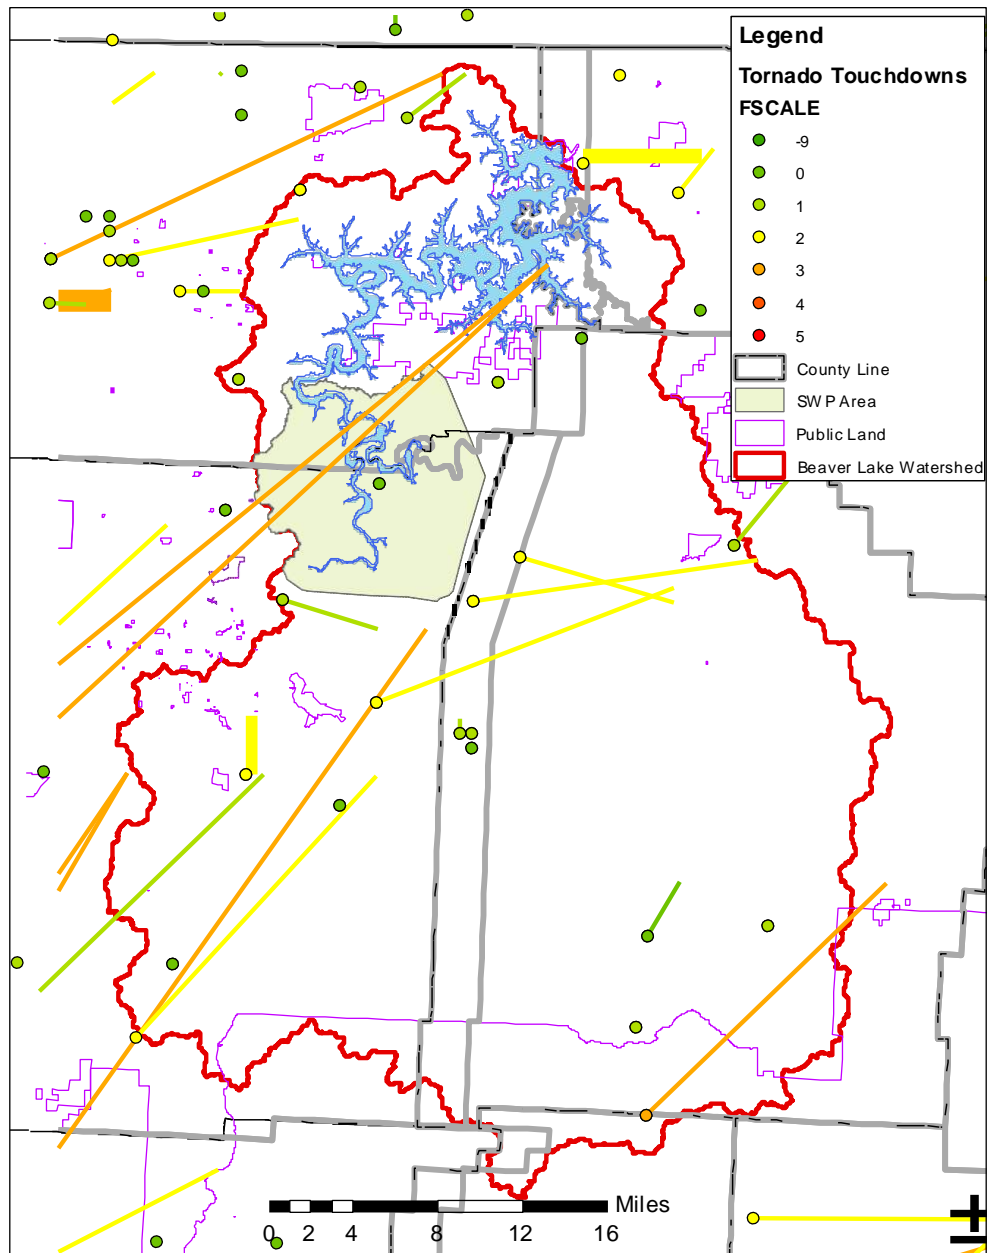 Legend
Tornado Touchdowns
FSCALE
-9
0
1
2
3
4
5
County Line
SWP Area
Public Land
Beaver Lake Watershed
Miles
0 2 4 8 12 16